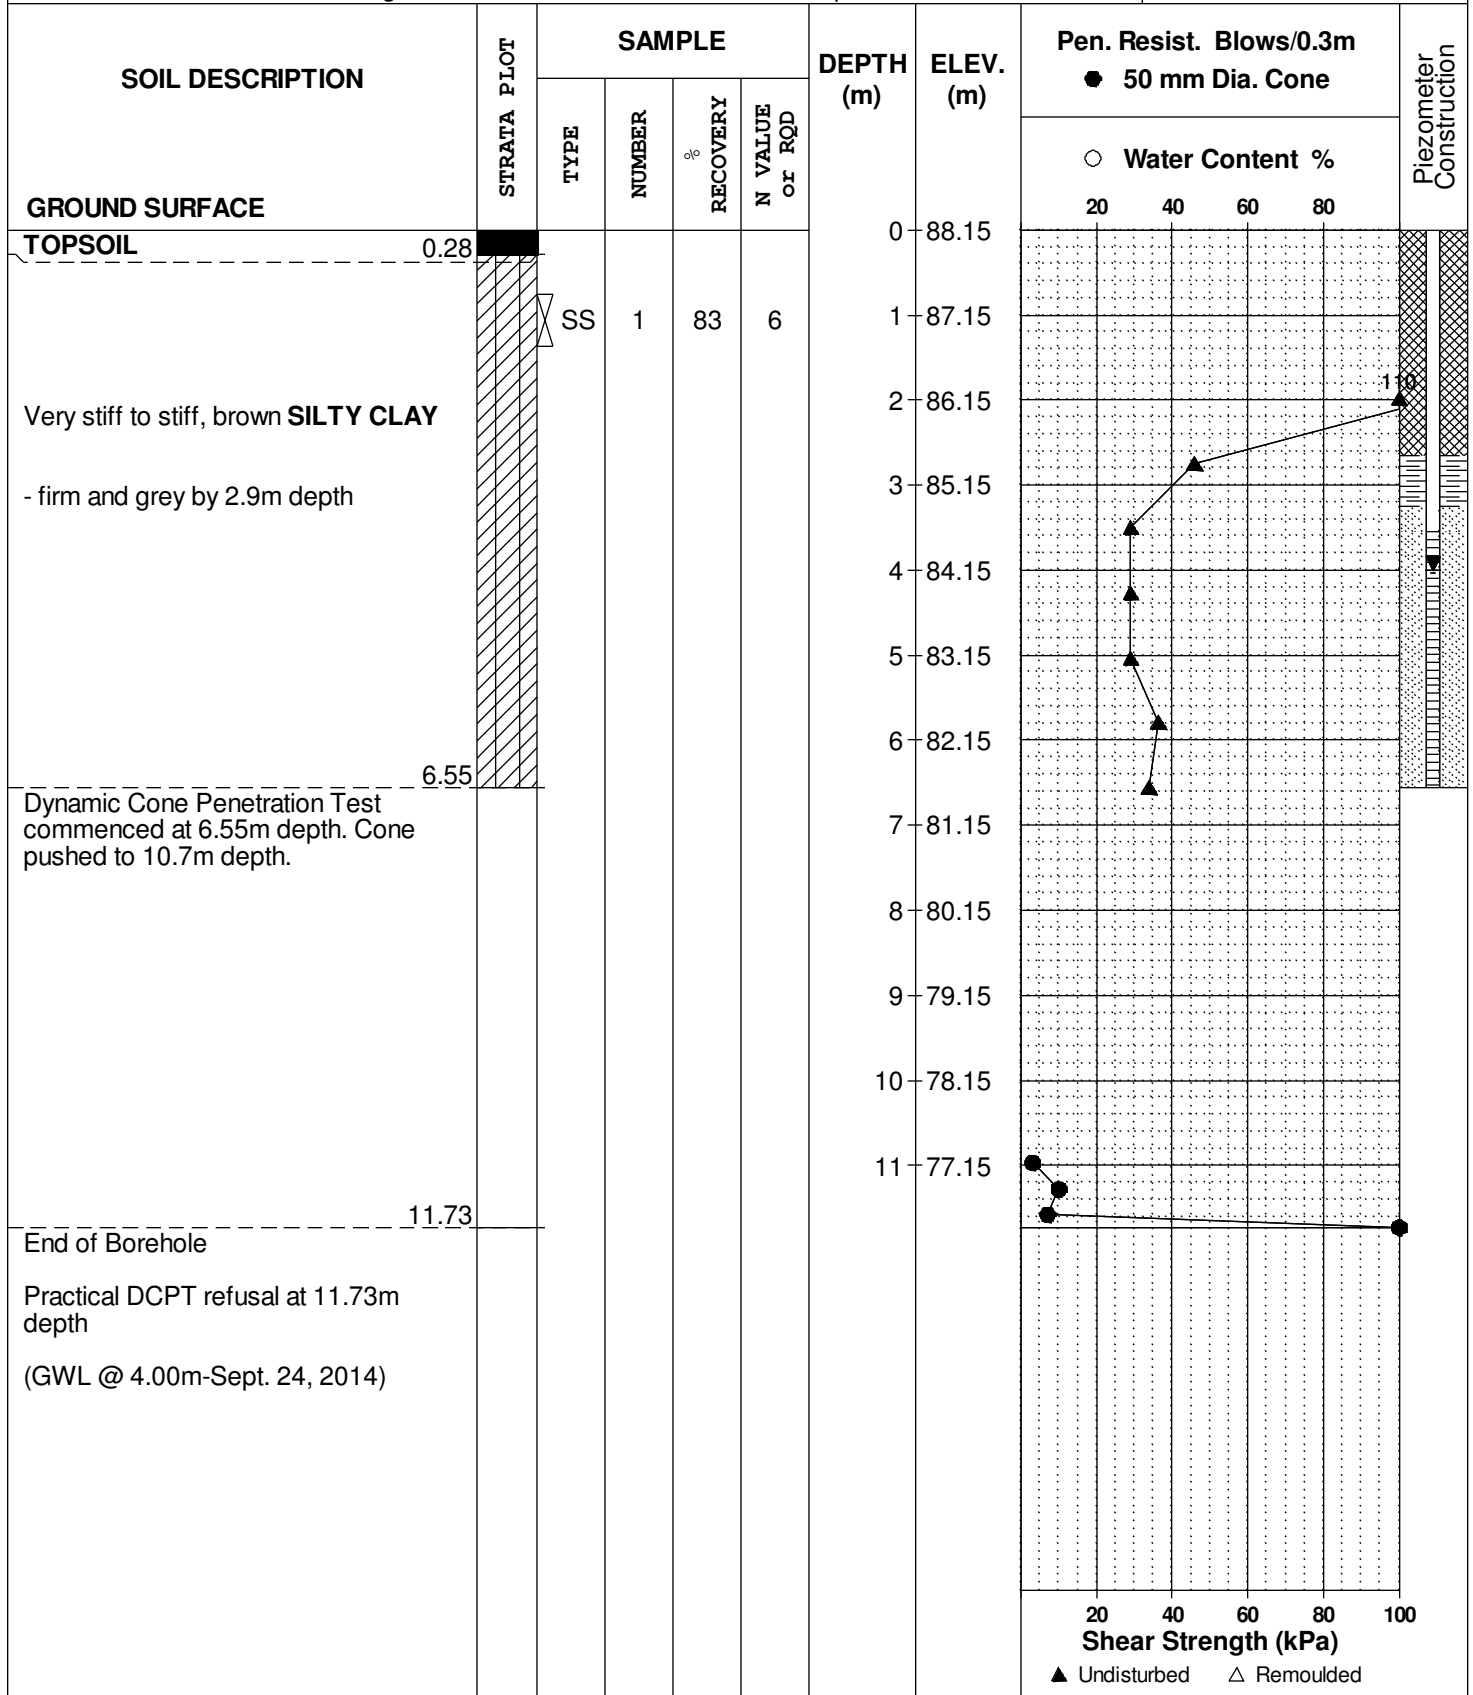 SOIL DESCRIPTION
GROUND SURFACE
STRATA PLOT
SAMPLE
TYPE
NUMBER
%
RECOVERY
N VALUE
or RQD
DEPTH
(m)
ELEV.
(m)
Pen. Resist. Blows/0.3m
● 50 mm Dia. Cone
○ Water Content %
20 40 60 80
Piezometer
Construction
TOPSOIL 0.28
0 88.15
SS 1 83 6
1 87.15
110
Very stiff to stiff, brown SILTY CLAY
2 86.15
- firm and grey by 2.9m depth
3 85.15
4 84.15
5 83.15
6 82.15
6.55
Dynamic Cone Penetration Test
commenced at 6.55m depth. Cone
pushed to 10.7m depth.
7 81.15
8 80.15
9 79.15
10 78.15
11 77.15
11.73
End of Borehole
Practical DCPT refusal at 11.73m
depth
(GWL @ 4.00m-Sept. 24, 2014)
20 40 60 80 100
Shear Strength (kPa)
▲ Undisturbed △ Remoulded